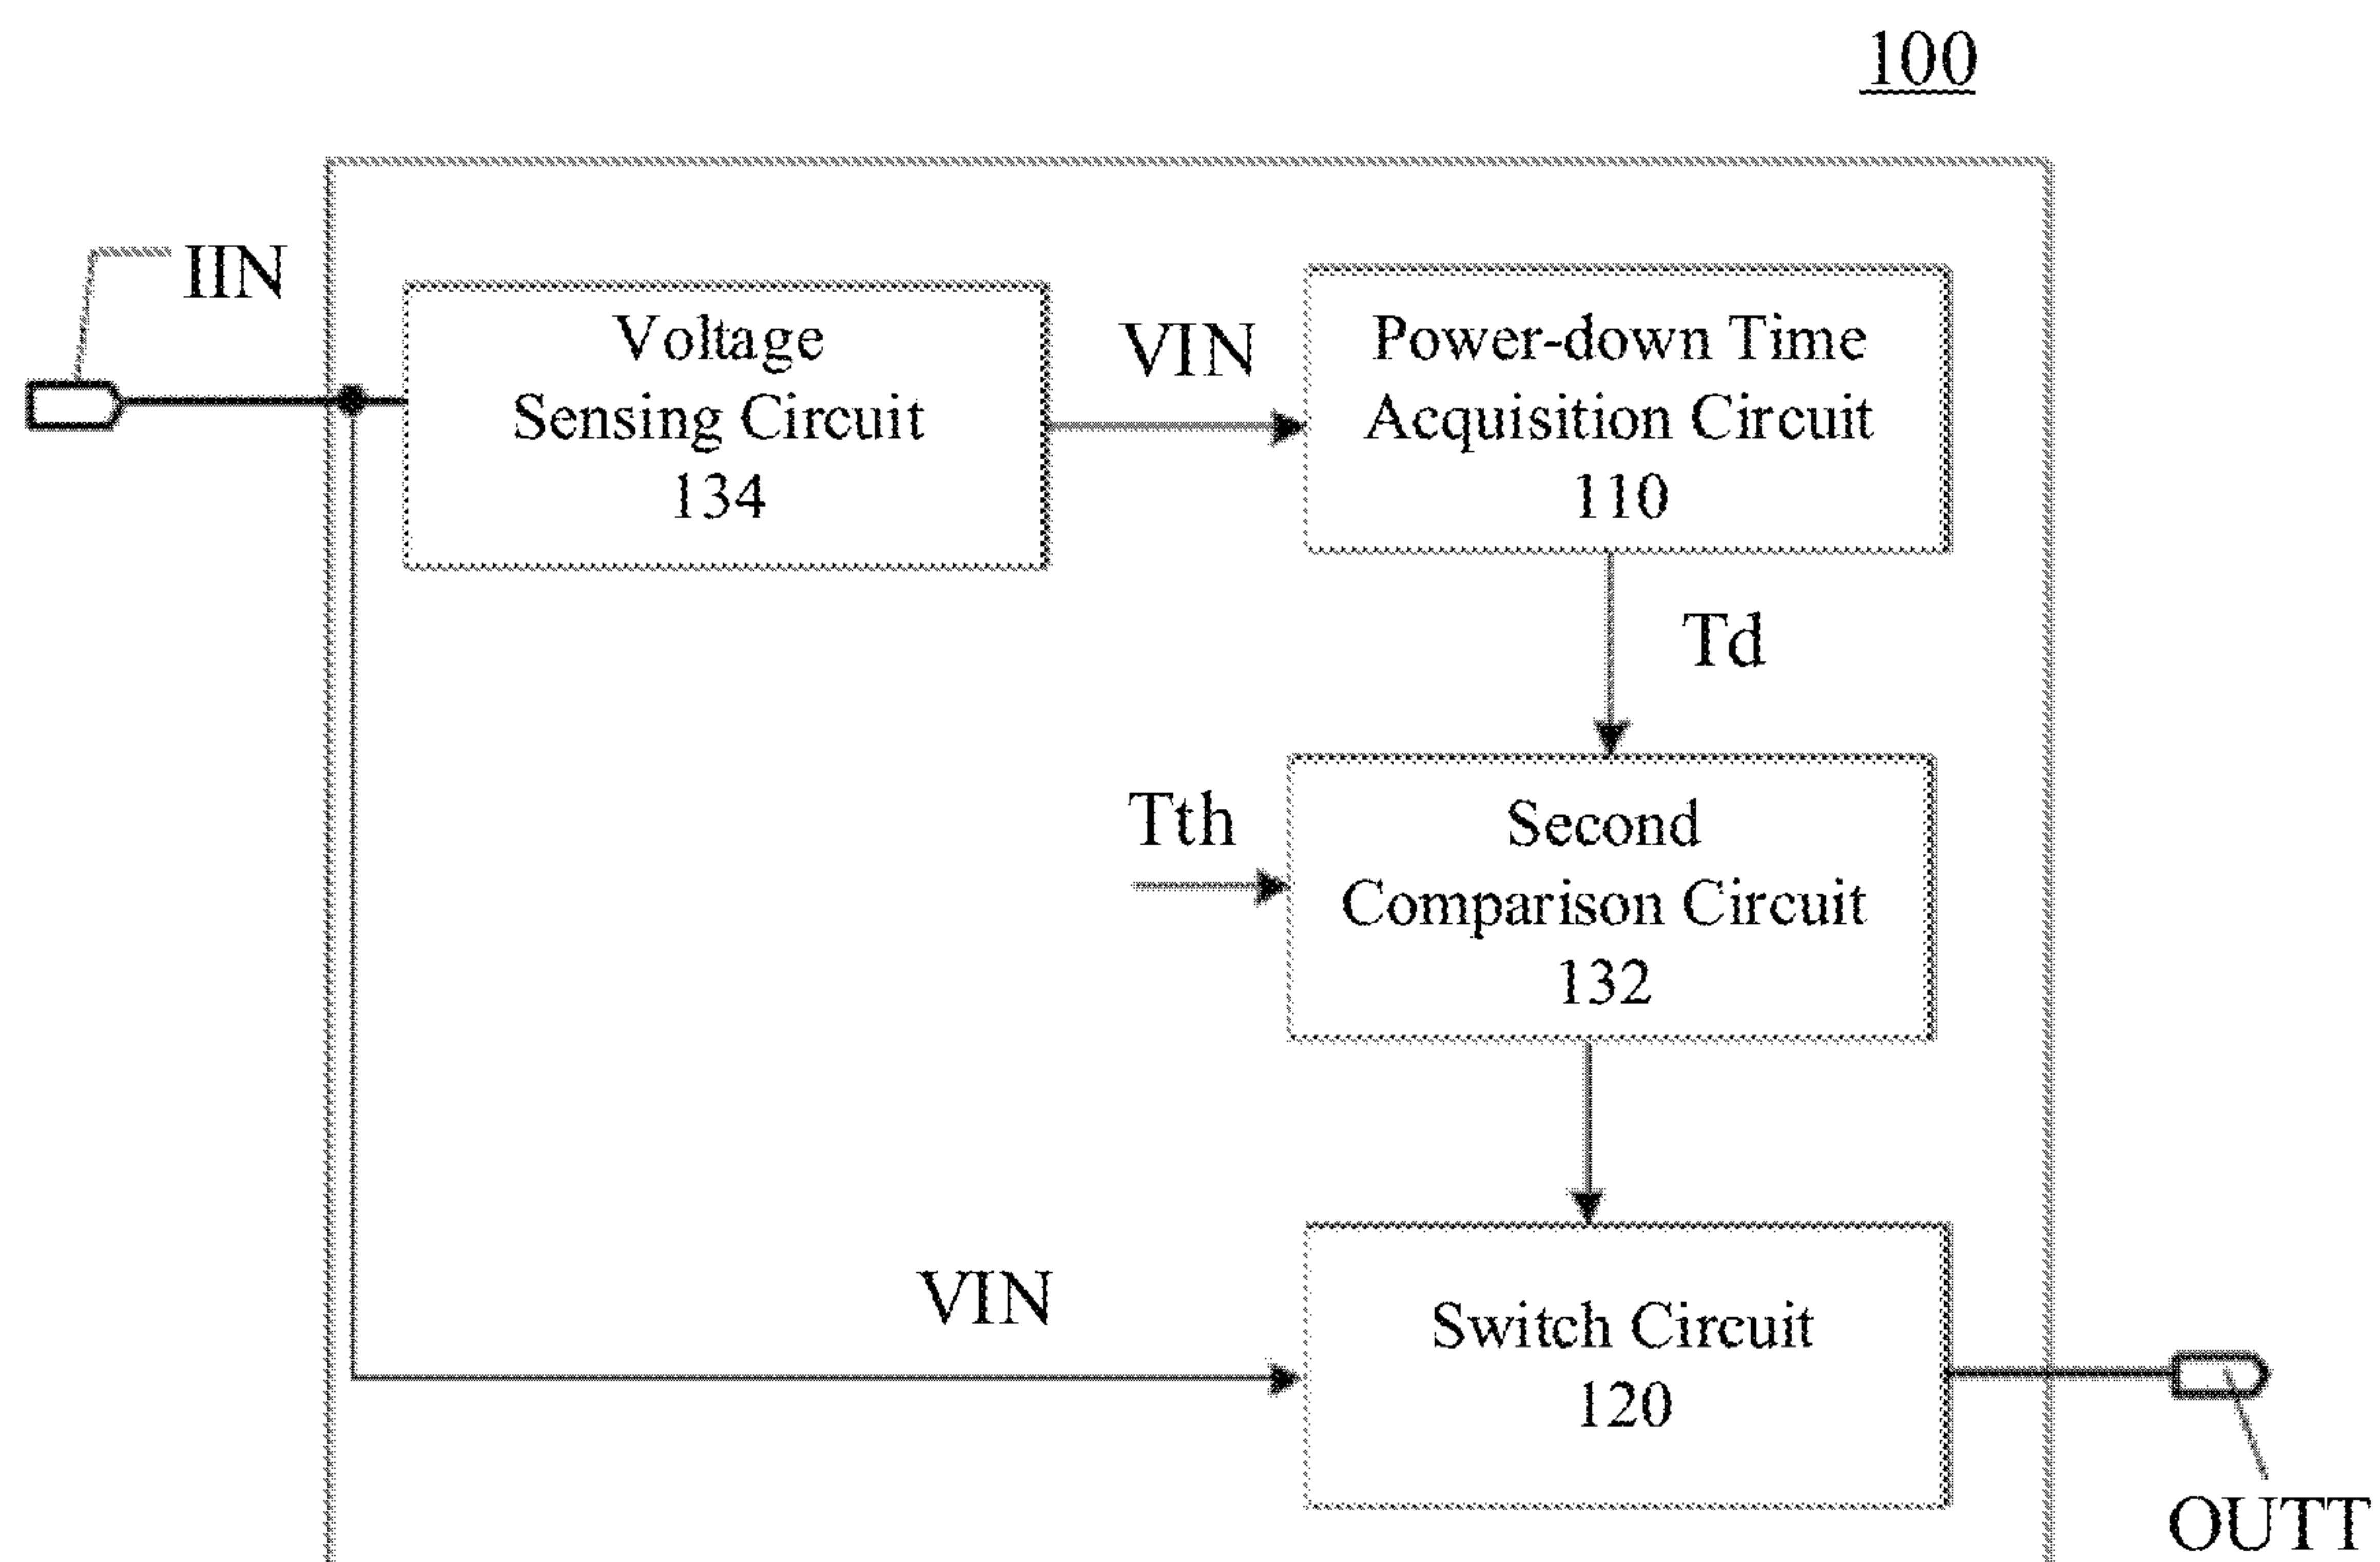 100
IIN
Voltage
Sensing Circuit
134
VIN
Power-down Time
Acquisition Circuit
110
Td
Tth
Second
Comparison Circuit
132
VIN
Switch Circuit
120
OUTT